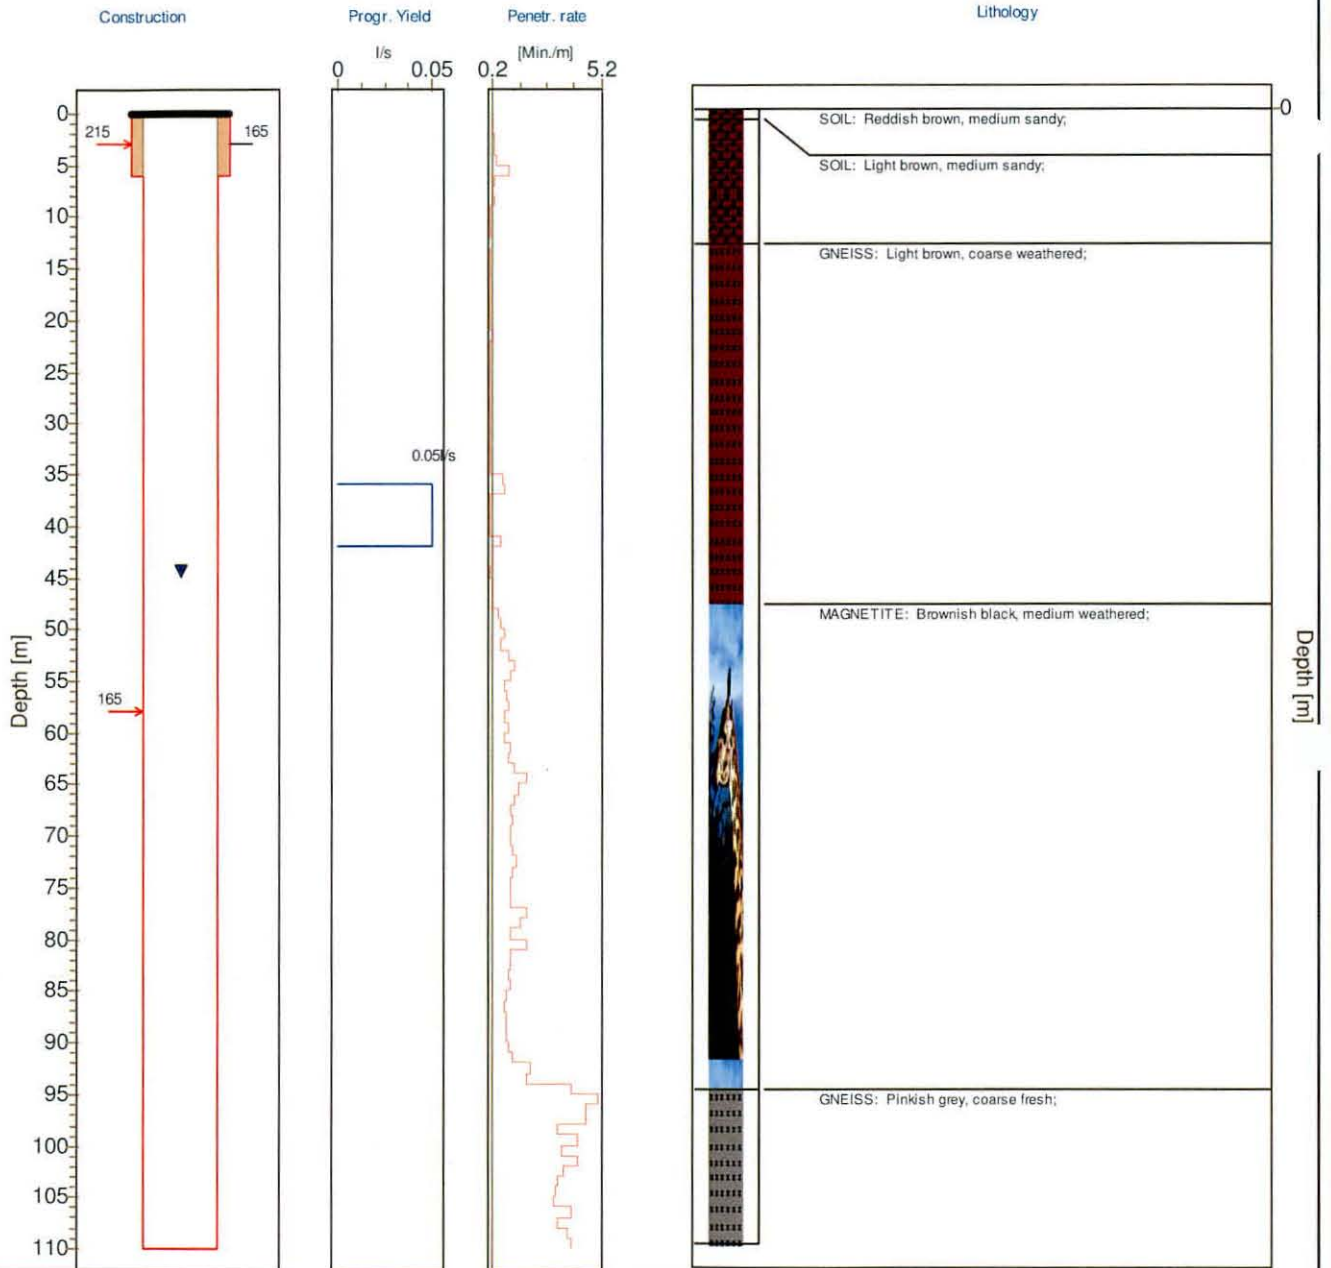 Construction
Progr. Yield
Penetr. rate
Lithology
l/s
[Min./m]
0 0.05
0.2 5.2
0
5
10
15
20
25
30
35
40
45
50
55
60
65
70
75
80
85
90
95
100
105
110
Depth [m]
215
165
165
0.05l/s
SOIL: Reddish brown, medium sandy;
SOIL: Light brown, medium sandy;
GNEISS: Light brown, coarse weathered;
MAGNETITE: Brownish black, medium weathered;
GNEISS: Pinkish grey, coarse fresh;
0
Depth [m]